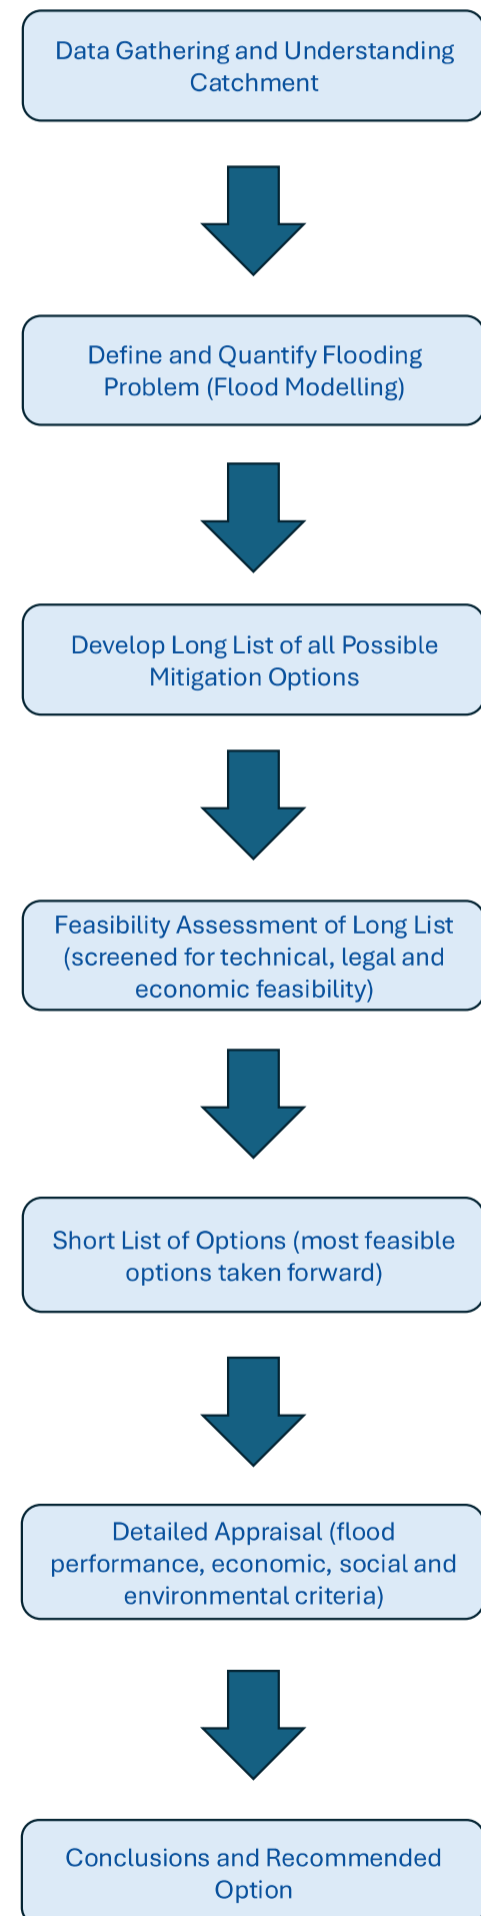 Data Gathering and Understanding
Catchment
Define and Quantify Flooding
Problem (Flood Modelling)
Develop Long List of all Possible
Mitigation Options
Feasibility Assessment of Long List
(screened for technical, legal and
economic feasibility)
Short List of Options (most feasible
options taken forward)
Detailed Appraisal (flood
performance, economic, social and
environmental criteria)
Conclusions and Recommended
Option